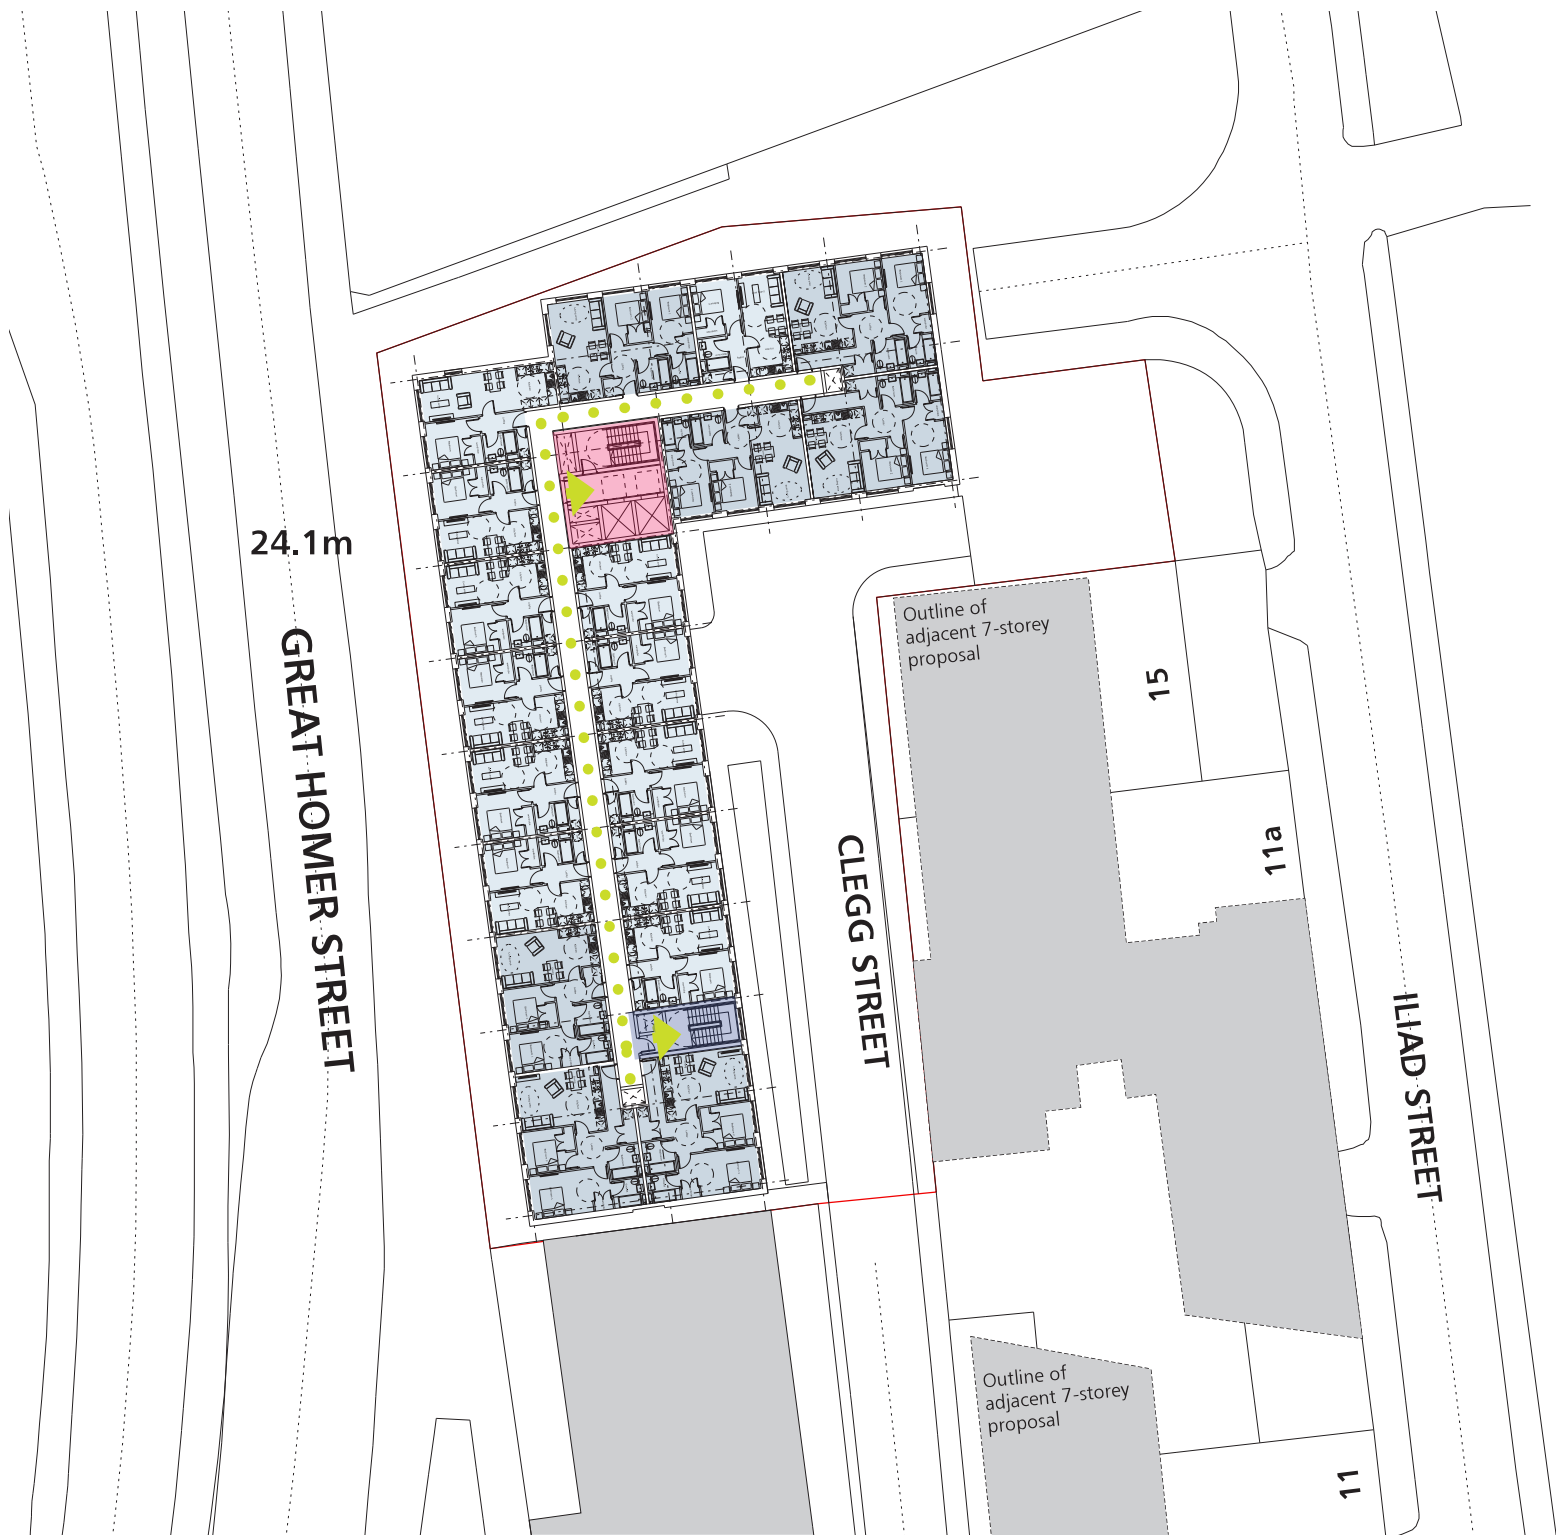 24.1m
GREAT HOMER STREET
Outline of
adjacent 7-storey
proposal
15
11a
CLEGG STREET
ILIAD STREET
Outline of
adjacent 7-storey
proposal
11